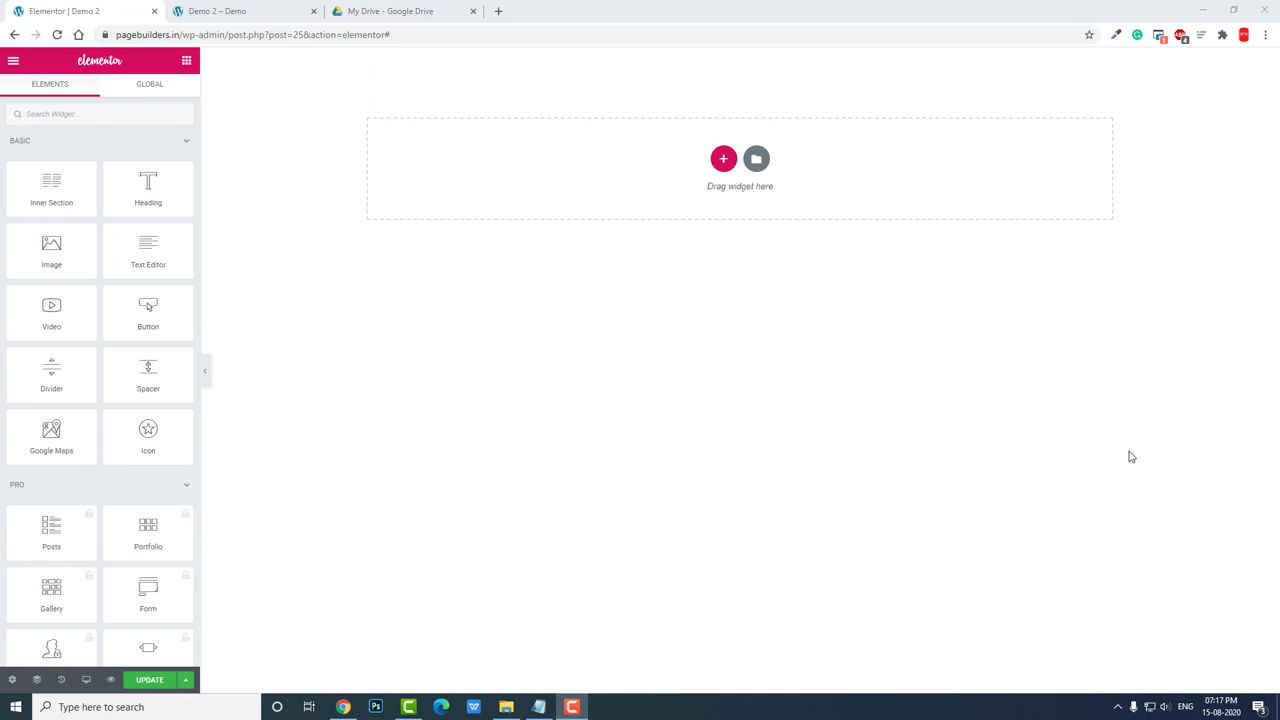 Elementor | Demo 2
Demo 2 – Demo
My Drive - Google Drive
pagebuilders.in/wp-admin/post.php?post=25&action=elementor#
elementor
ELEMENTS
GLOBAL
Search Widget...
BASIC
Inner Section
Heading
Image
Text Editor
Video
Button
Divider
Spacer
Google Maps
Icon
PRO
Posts
Portfolio
Gallery
Form
UPDATE
Drag widget here
Type here to search
ENG
07:17 PM
15-08-2020